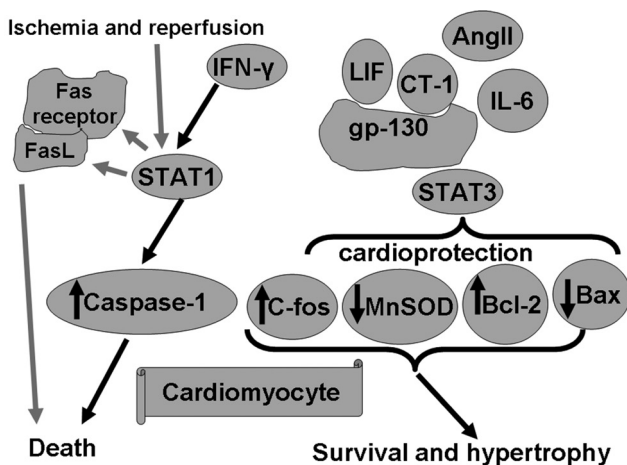 Ischemia and reperfusion
IFN-γ
Fas
receptor
FasL
STAT1
Caspase-1
Death
AngII
LIF
CT-1
IL-6
gp-130
STAT3
cardioprotection
C-fos
MnSOD
Bcl-2
Bax
Cardiomyocyte
Survival and hypertrophy